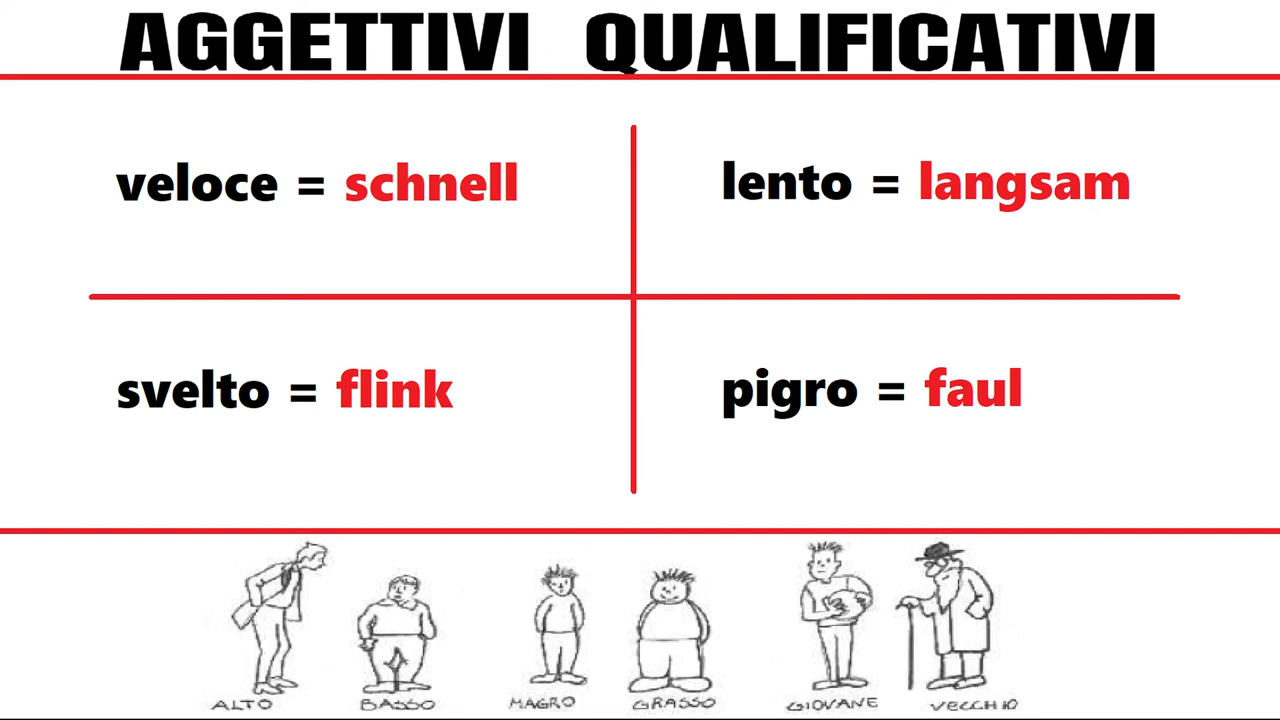 AGGETTIVI QUALIFICATIVI
veloce = schnell
lento = langsam
svelto = flink
pigro = faul
ALTO BASSO MAGRO GRASSO GIOVANE VECCHIO